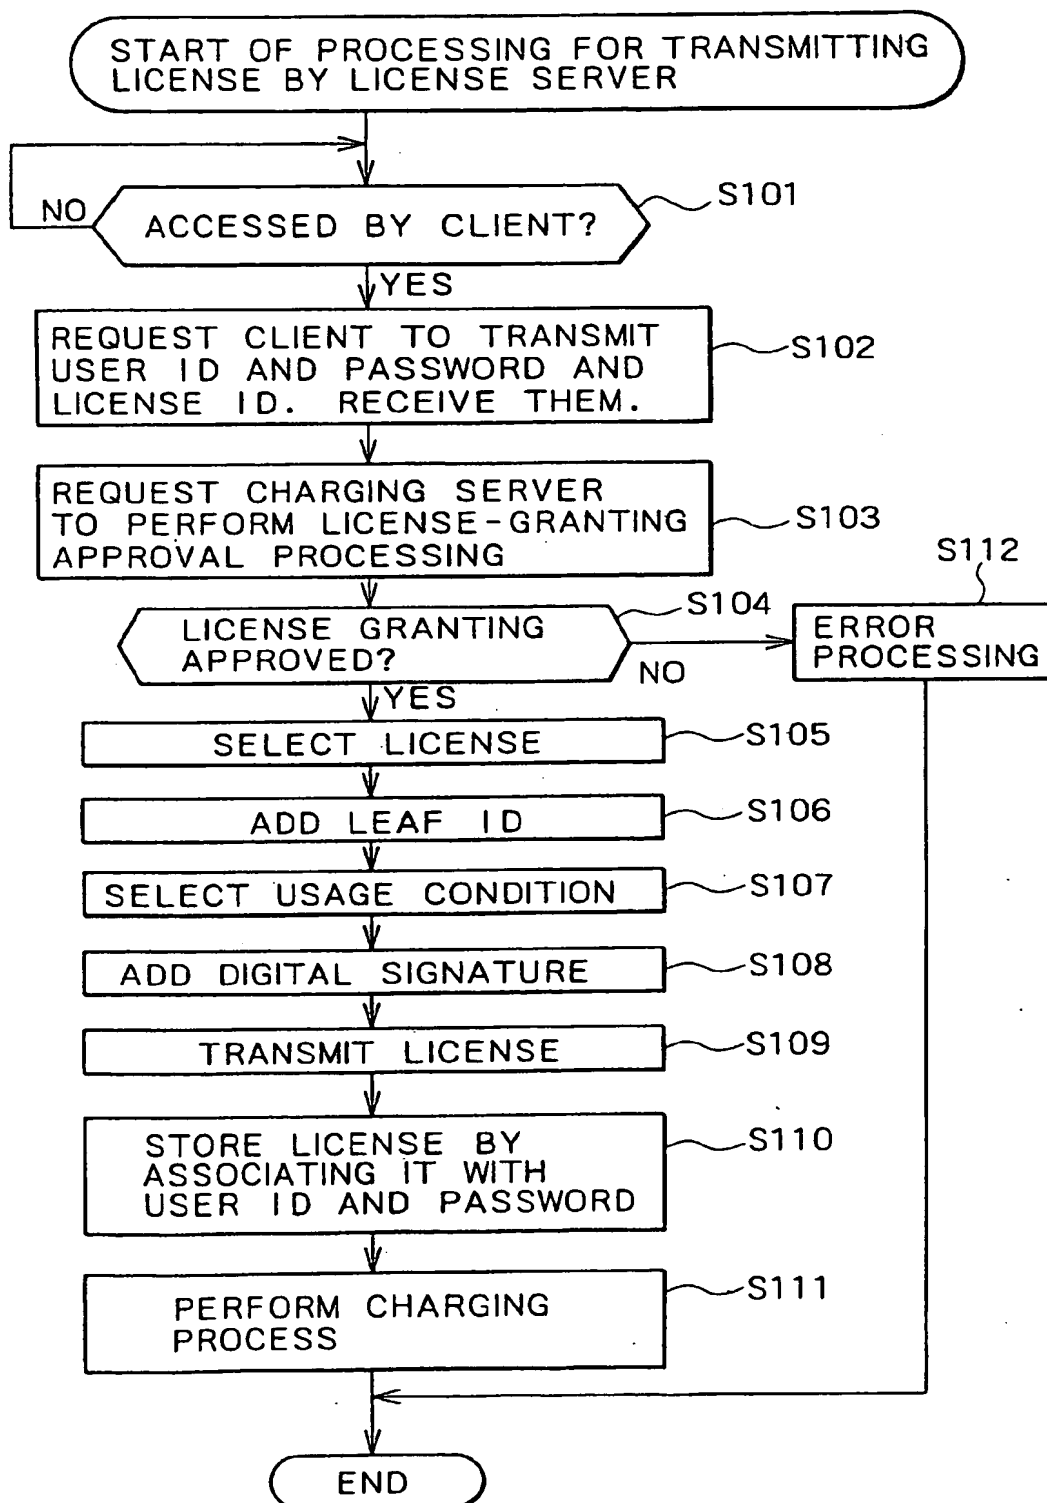 START OF PROCESSING FOR TRANSMITTING
LICENSE BY LICENSE SERVER
NO
ACCESSED BY CLIENT?
S101
YES
REQUEST CLIENT TO TRANSMIT
USER ID AND PASSWORD AND
LICENSE ID. RECEIVE THEM.
S102
REQUEST CHARGING SERVER
TO PERFORM LICENSE-GRANTING
APPROVAL PROCESSING
S103
LICENSE GRANTING
APPROVED?
S104
NO
S112
ERROR
PROCESSING
YES
SELECT LICENSE
S105
ADD LEAF ID
S106
SELECT USAGE CONDITION
S107
ADD DIGITAL SIGNATURE
S108
TRANSMIT LICENSE
S109
STORE LICENSE BY
ASSOCIATING IT WITH
USER ID AND PASSWORD
S110
PERFORM CHARGING
PROCESS
S111
END